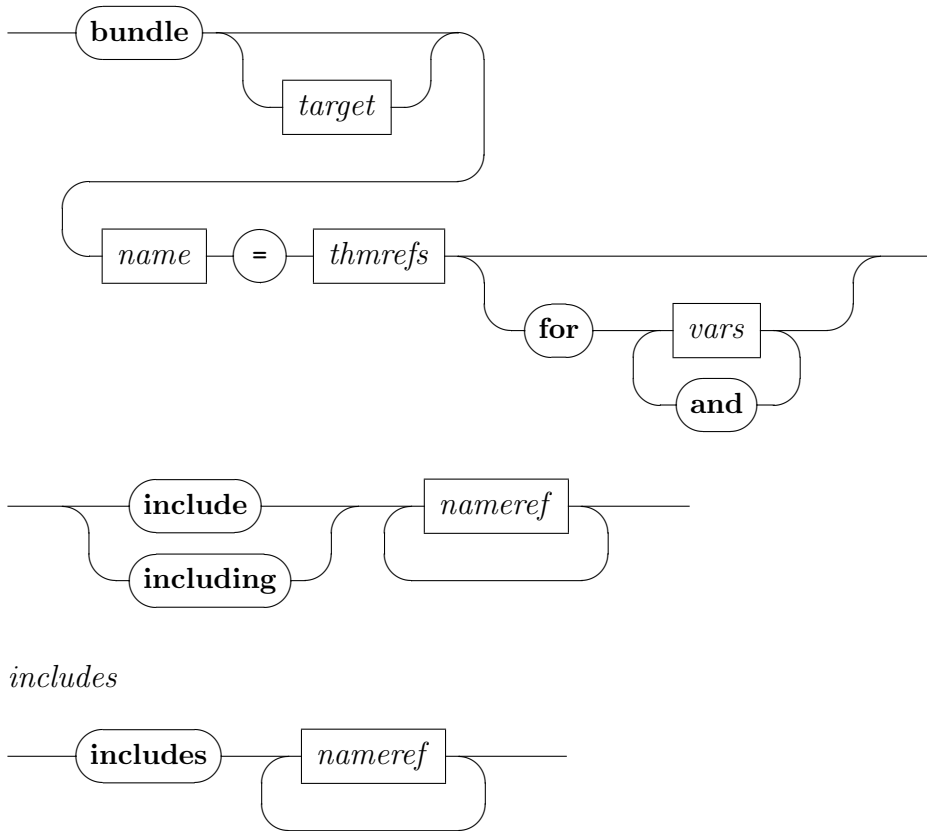 bundle
target
name = thmrefs
for vars
and
include nameref
including
includes
includes nameref